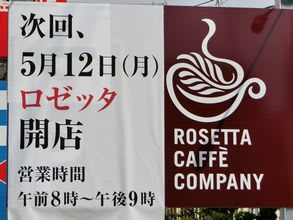 次回、
5月12日(月)
ロゼッタ
開店
営業時間
午前8時～午後9時
ROSETTA
CAFFÈ
COMPANY